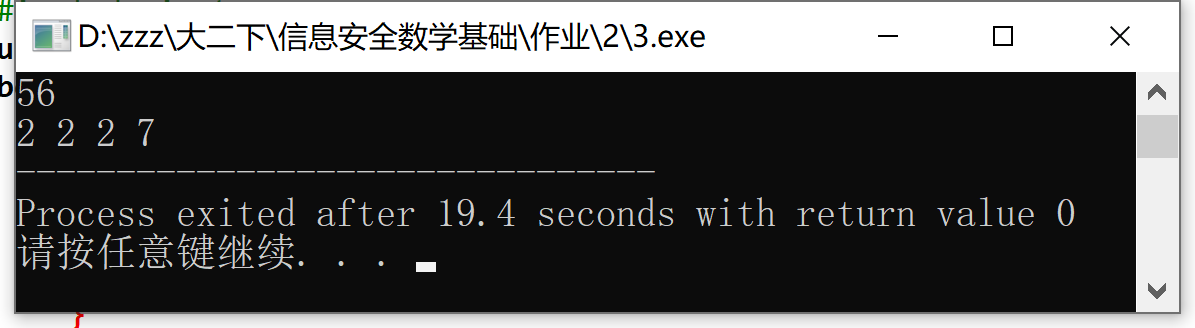 #
D:\zzz\大二下\信息安全数学基础\作业\2\3.exe
u
b
56
2 2 2 7
--------------------------------
Process exited after 19.4 seconds with return value 0
请按任意键继续. . .
}